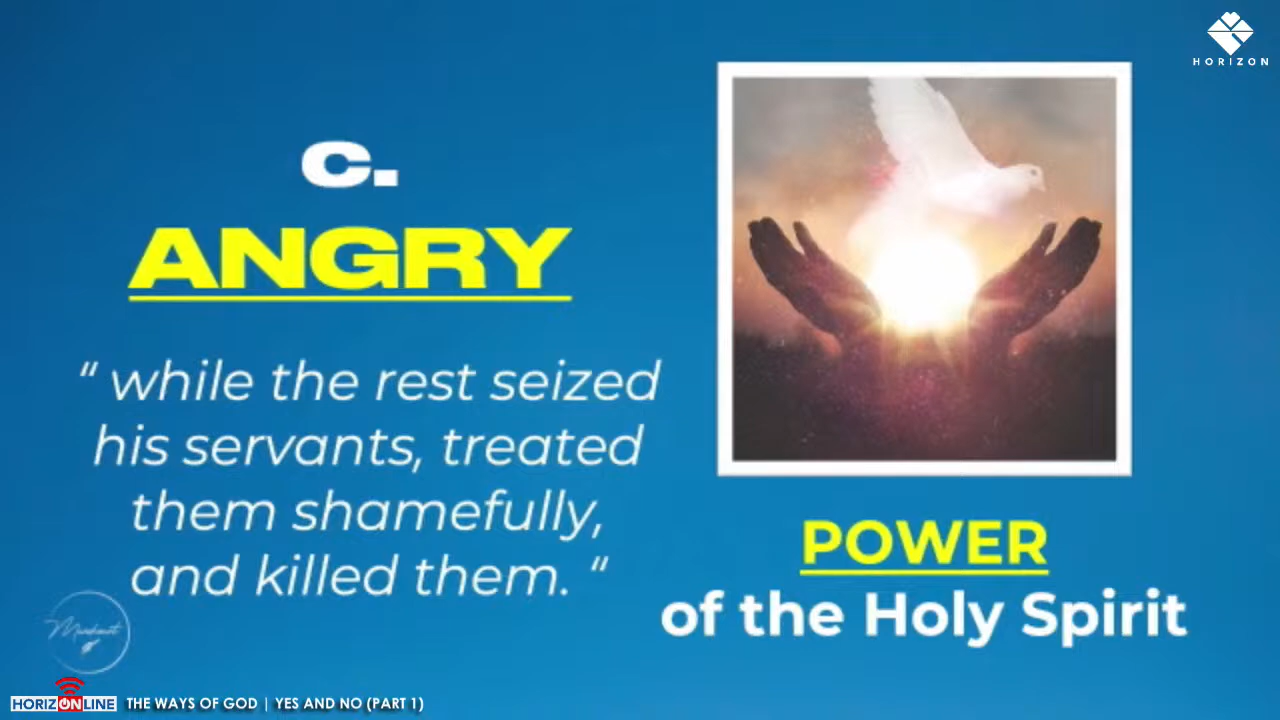 HORIZON
c.
ANGRY
“ while the rest seized
his servants, treated
them shamefully,
and killed them. “
POWER
of the Holy Spirit
HORIZONLINE THE WAYS OF GOD | YES AND NO (PART 1)